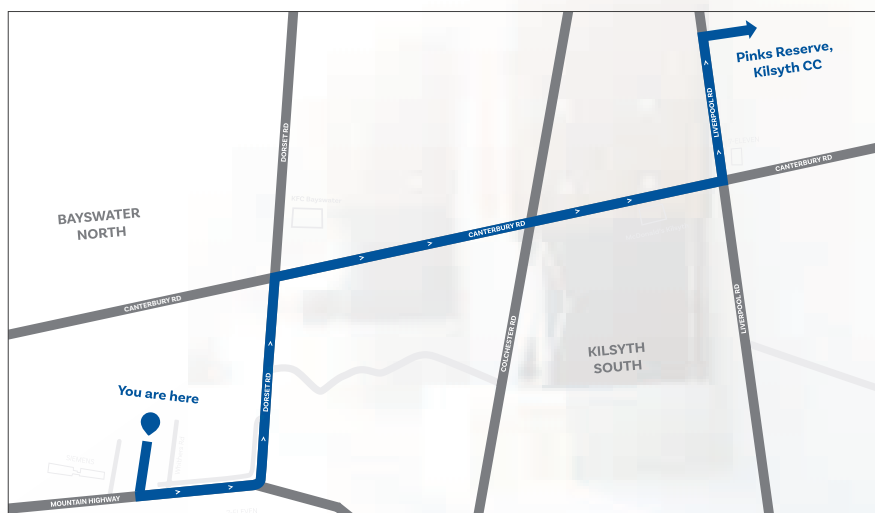 Pinks Reserve,
Kilsyth CC
LIVERPOOL RD
DORSET RD
CANTERBURY RD
BAYSWATER
NORTH
CANTERBURY RD
CANTERBURY RD
LIVERPOOL RD
COLCHESTER RD
KILSYTH
SOUTH
DORSET RD
You are here
MOUNTAIN HIGHWAY